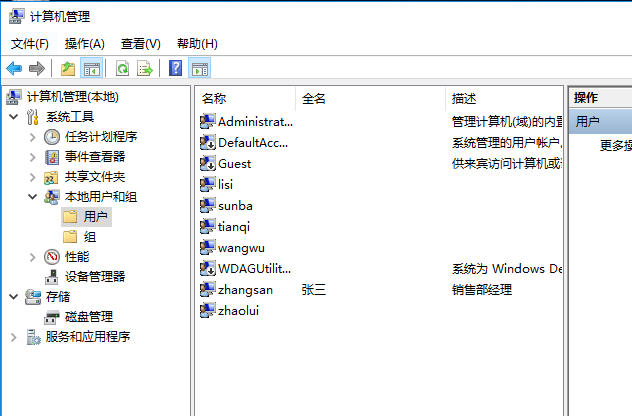 计算机管理
文件(F) 操作(A) 查看(V) 帮助(H)
计算机管理(本地)
系统工具
任务计划程序
事件查看器
共享文件夹
本地用户和组
用户
组
性能
设备管理器
存储
磁盘管理
服务和应用程序
名称 全名 描述
Administrat... 管理计算机(域)的内置
DefaultAcc... 系统管理的用户帐户。
Guest 供来宾访问计算机或
lisi
sunba
tianqi
wangwu
WDAGUtilit... 系统为 Windows De
zhangsan 张三 销售部经理
zhaolui
操作
用户
更多操